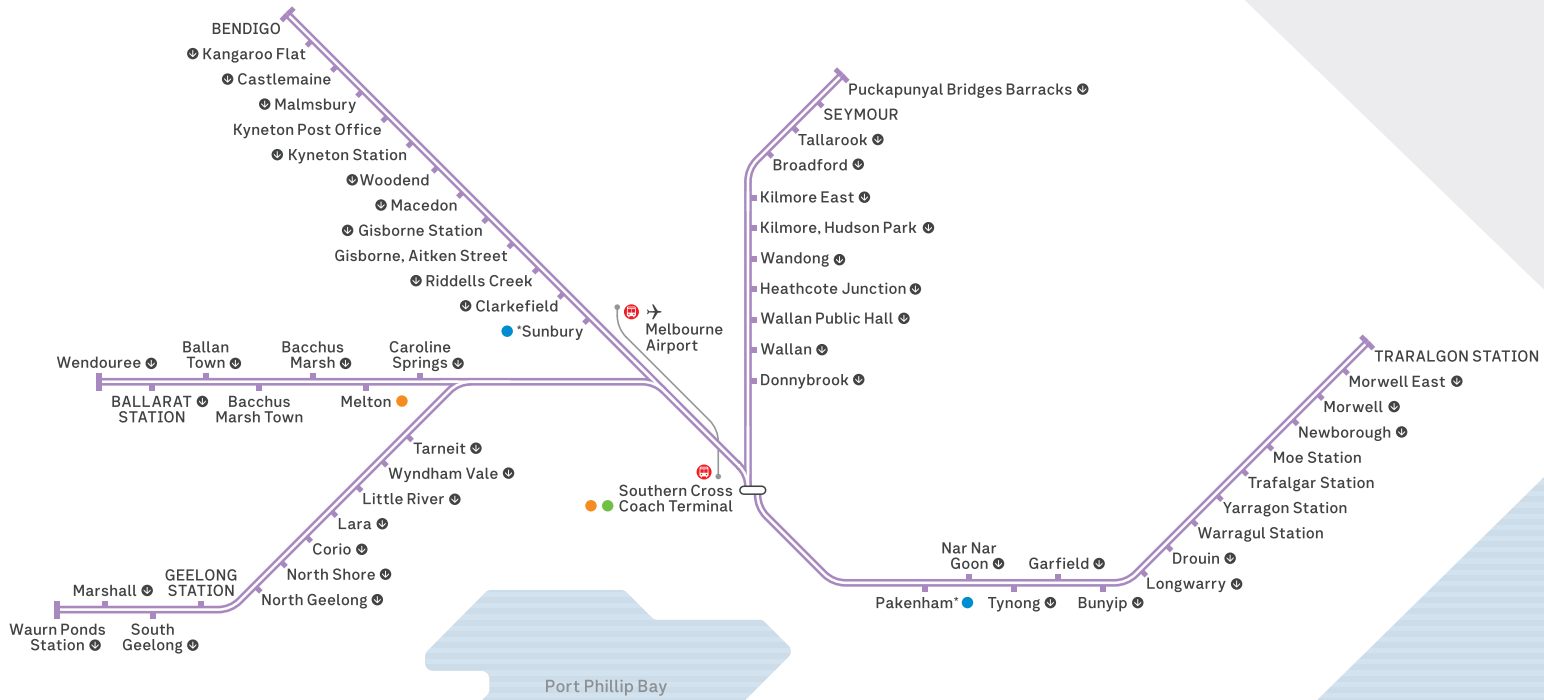 BENDIGO
Kangaroo Flat
Castlemaine
Malmsbury
Kyneton Post Office
Kyneton Station
Woodend
Macedon
Gisborne Station
Gisborne, Aitken Street
Riddells Creek
Clarkefield
*Sunbury
Melbourne
Airport
Puckapunyal Bridges Barracks
SEYMOUR
Tallarook
Broadford
Kilmore East
Kilmore, Hudson Park
Wandong
Heathcote Junction
Wallan Public Hall
Wallan
Donnybrook
Wendouree
Ballan
Town
Bacchus
Marsh
Caroline
Springs
BALLARAT
STATION
Bacchus
Marsh Town
Melton
Tarneit
Wyndham Vale
Little River
Lara
Corio
North Shore
North Geelong
GEELONG
STATION
Marshall
South
Geelong
Waurn Ponds
Station
Southern Cross
Coach Terminal
Pakenham*
Nar Nar
Goon
Tynong
Garfield
Bunyip
TRARALGON STATION
Morwell East
Morwell
Newborough
Moe Station
Trafalgar Station
Yarragon Station
Warragul Station
Drouin
Longwarry
Port Phillip Bay